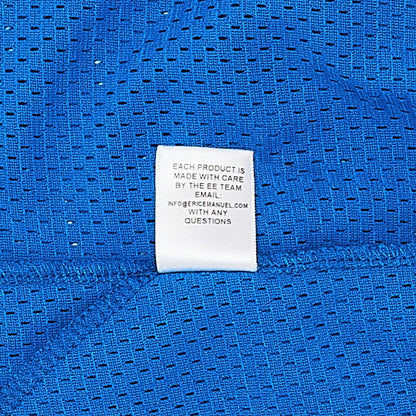 EACH PRODUCT IS
MADE WITH CARE
BY THE EE TEAM
EMAIL:
INFO@ERICEMANUEL.COM
WITH ANY
QUESTIONS